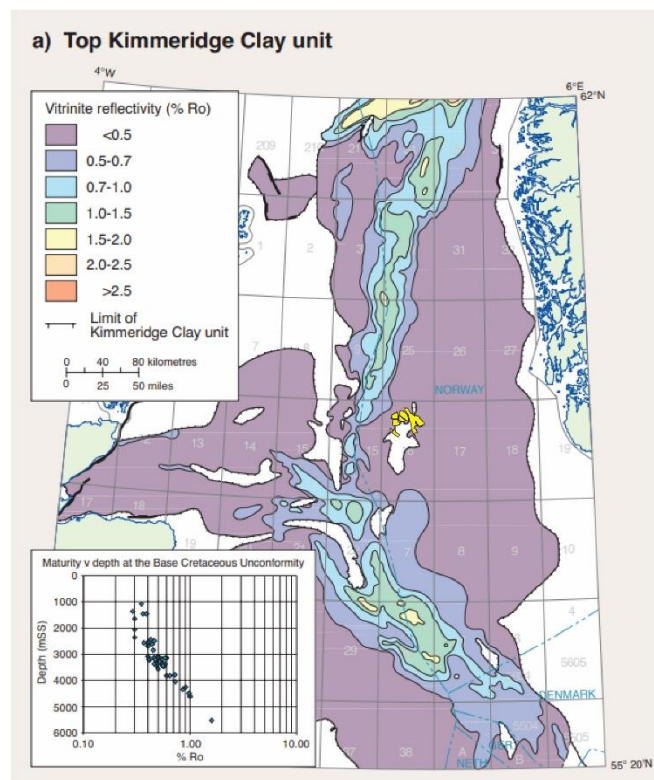 a) Top Kimmeridge Clay unit
4°W
6°E
62°N
Vitrinite reflectivity (% Ro)
<0.5
0.5-0.7
0.7-1.0
1.0-1.5
1.5-2.0
2.0-2.5
>2.5
Limit of
Kimmeridge Clay unit
0 40 80 kilometres
0 25 50 miles
209
1
2
3
31
7
8
25
26
27
NORWAY
13
14
15
16
17
18
19
17
18
19
7
8
9
10
4
29
5605
DENMARK
5504
GER
NETH
A
B
37
38
55° 20'N
Maturity v depth at the Base Cretaceous Unconformity
0
1000
2000
3000
4000
5000
6000
Depth (mSS)
0.10
1.00
10.00
% Ro